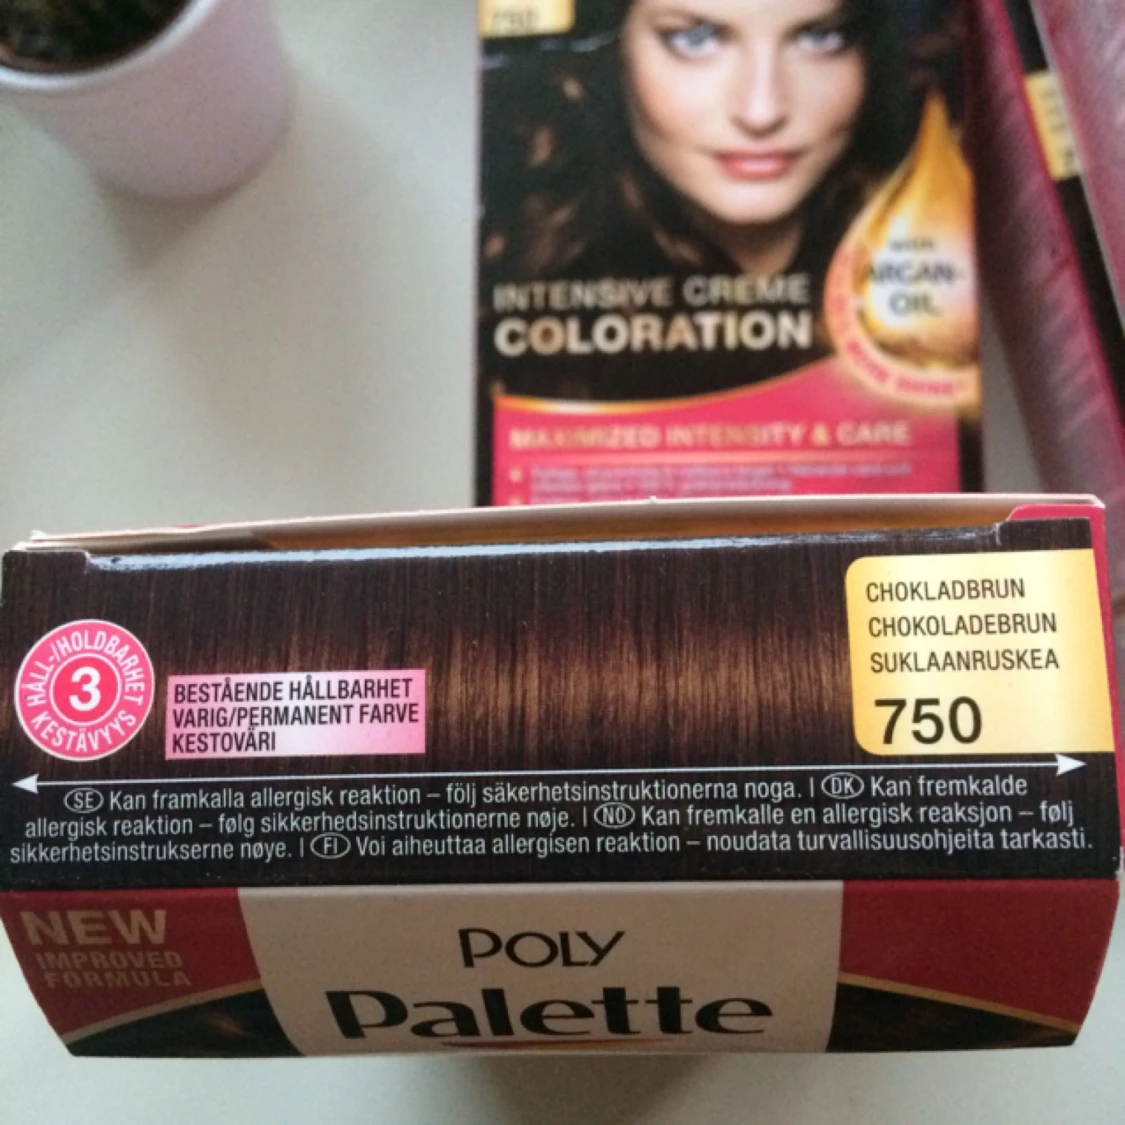 750
WITH
ARGAN-
OIL
INTENSIVE CREME
COLORATION
MAXIMIZED INTENSITY & CARE
HÅLL-/HOLDBARHET
3
KESTÄVYYS
BESTÅENDE HÅLLBARHET
VARIG/PERMANENT FARVE
KESTOVÄRI
CHOKLADBRUN
CHOKOLADEBRUN
SUKLAANRUSKEA
750
SE Kan framkalla allergisk reaktion – följ säkerhetsinstruktionerna noga. | DK Kan fremkalde
allergisk reaktion – følg sikkerhedsinstruktionerne nøje. | NO Kan fremkalle en allergisk reaksjon – følj
sikkerhetsinstrukserne nøye. | FI Voi aiheuttaa allergisen reaktion – noudata turvallisuusohjeita tarkasti.
NEW
IMPROVED
FORMULA
POLY
Palette